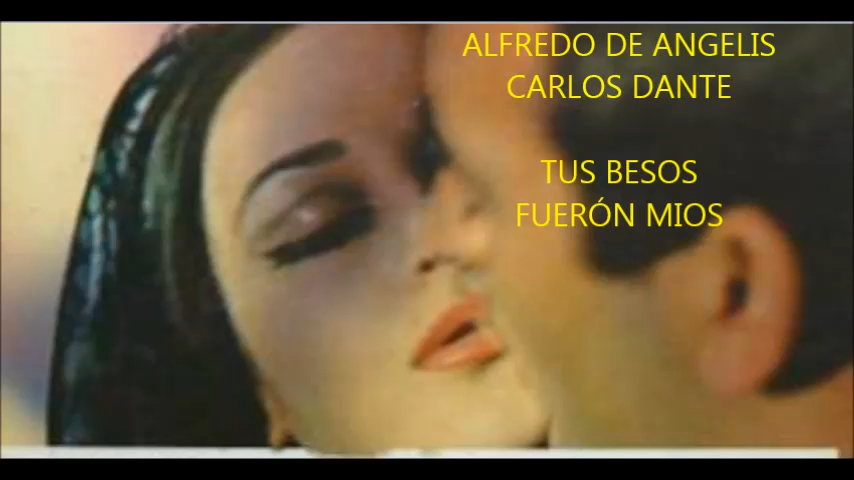 ALFREDO DE ANGELIS
CARLOS DANTE
TUS BESOS
FUERÓN MIOS